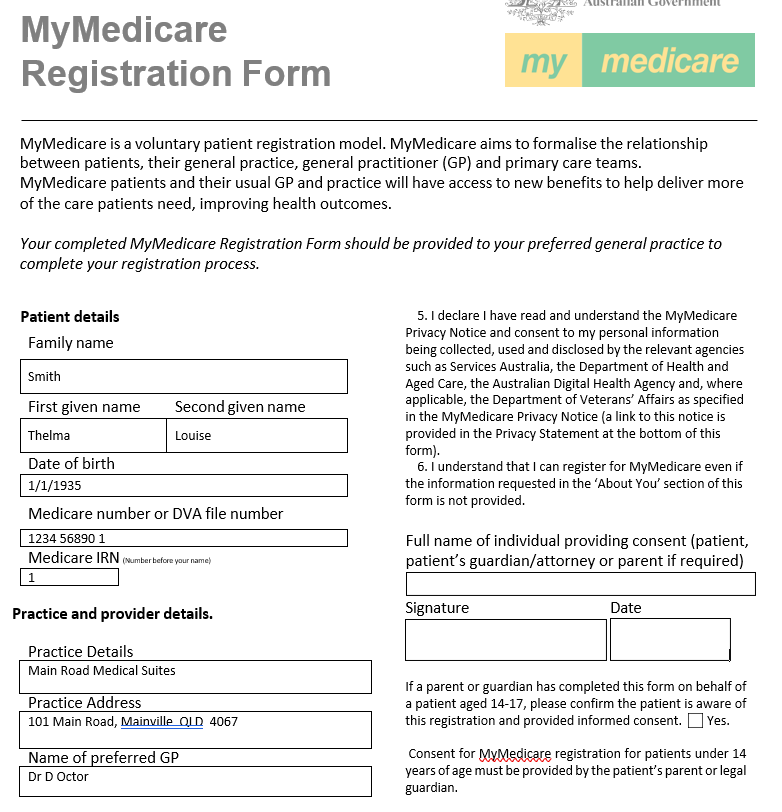 Australian Government
MyMedicare
Registration Form
my medicare
MyMedicare is a voluntary patient registration model. MyMedicare aims to formalise the relationship
between patients, their general practice, general practitioner (GP) and primary care teams.
MyMedicare patients and their usual GP and practice will have access to new benefits to help deliver more
of the care patients need, improving health outcomes.
Your completed MyMedicare Registration Form should be provided to your preferred general practice to
complete your registration process.
Patient details
Family name
Smith
First given name Second given name
Thelma Louise
Date of birth
1/1/1935
Medicare number or DVA file number
1234 56890 1
Medicare IRN (Number before your name)
1
Practice and provider details.
Practice Details
Main Road Medical Suites
Practice Address
101 Main Road, Mainville QLD 4067
Name of preferred GP
Dr D Octor
5. I declare I have read and understand the MyMedicare
Privacy Notice and consent to my personal information
being collected, used and disclosed by the relevant agencies
such as Services Australia, the Department of Health and
Aged Care, the Australian Digital Health Agency and, where
applicable, the Department of Veterans’ Affairs as specified
in the MyMedicare Privacy Notice (a link to this notice is
provided in the Privacy Statement at the bottom of this
form).
6. I understand that I can register for MyMedicare even if
the information requested in the ‘About You’ section of this
form is not provided.
Full name of individual providing consent (patient,
patient’s guardian/attorney or parent if required)
Signature Date
If a parent or guardian has completed this form on behalf of
a patient aged 14-17, please confirm the patient is aware of
this registration and provided informed consent. Yes.
Consent for MyMedicare registration for patients under 14
years of age must be provided by the patient’s parent or legal
guardian.